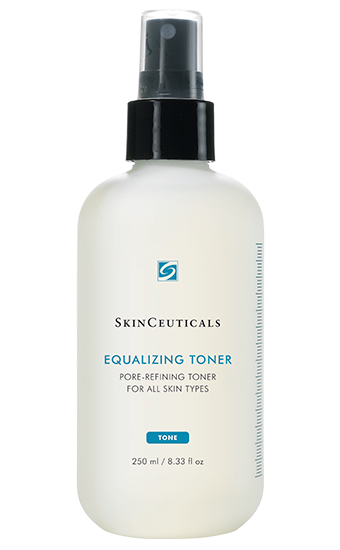 SKINCEUTICALS
EQUALIZING TONER
PORE-REFINING TONER
FOR ALL SKIN TYPES
TONE
250 ml / 8.33 fl oz